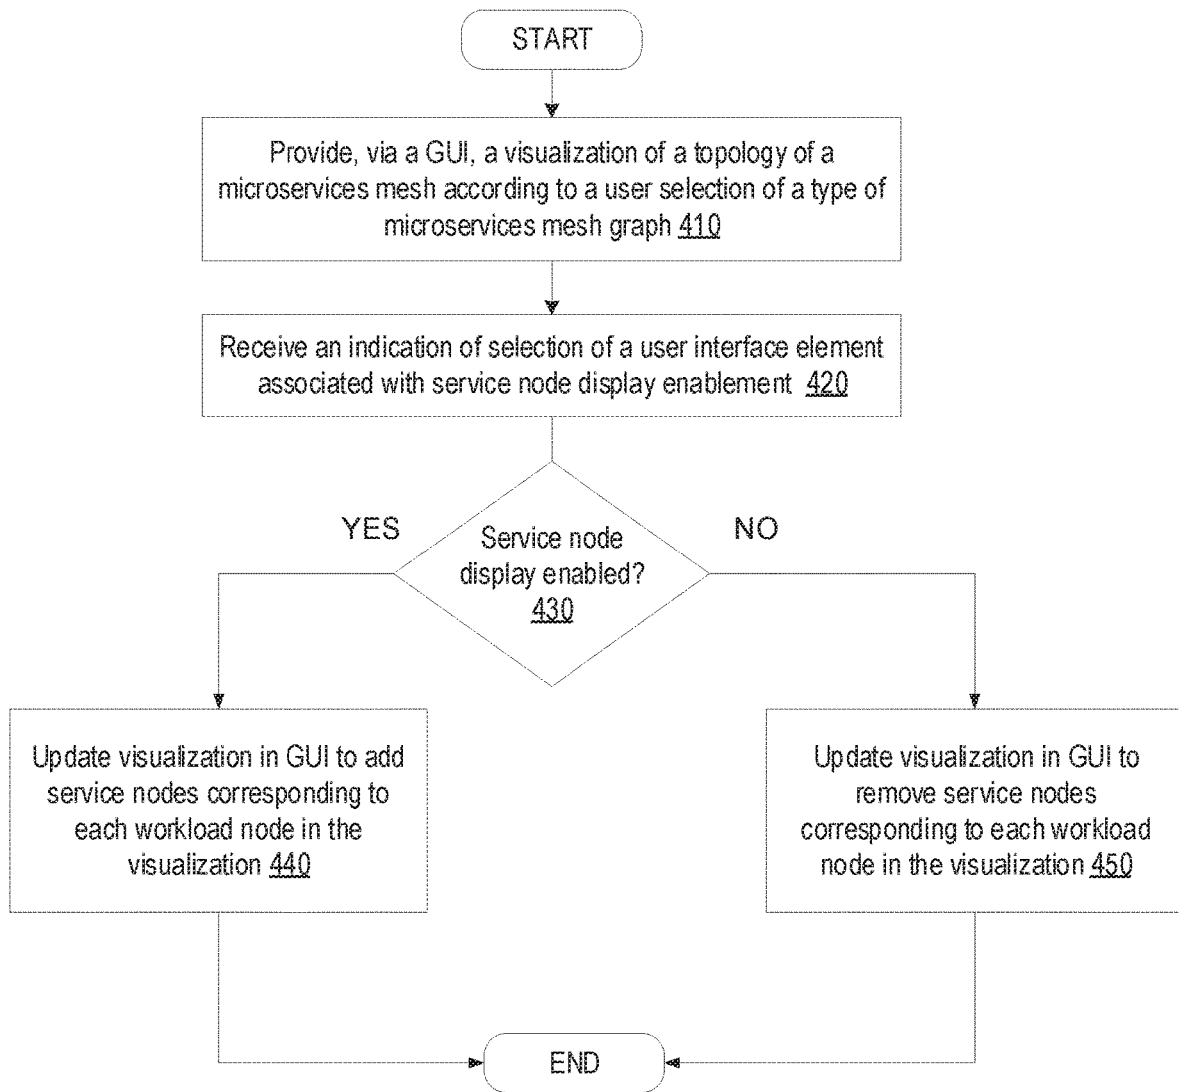 START
Provide, via a GUI, a visualization of a topology of a
microservices mesh according to a user selection of a type of
microservices mesh graph 410
Receive an indication of selection of a user interface element
associated with service node display enablement 420
YES
NO
Service node
display enabled?
430
Update visualization in GUI to add
service nodes corresponding to
each workload node in the
visualization 440
Update visualization in GUI to
remove service nodes
corresponding to each workload
node in the visualization 450
END